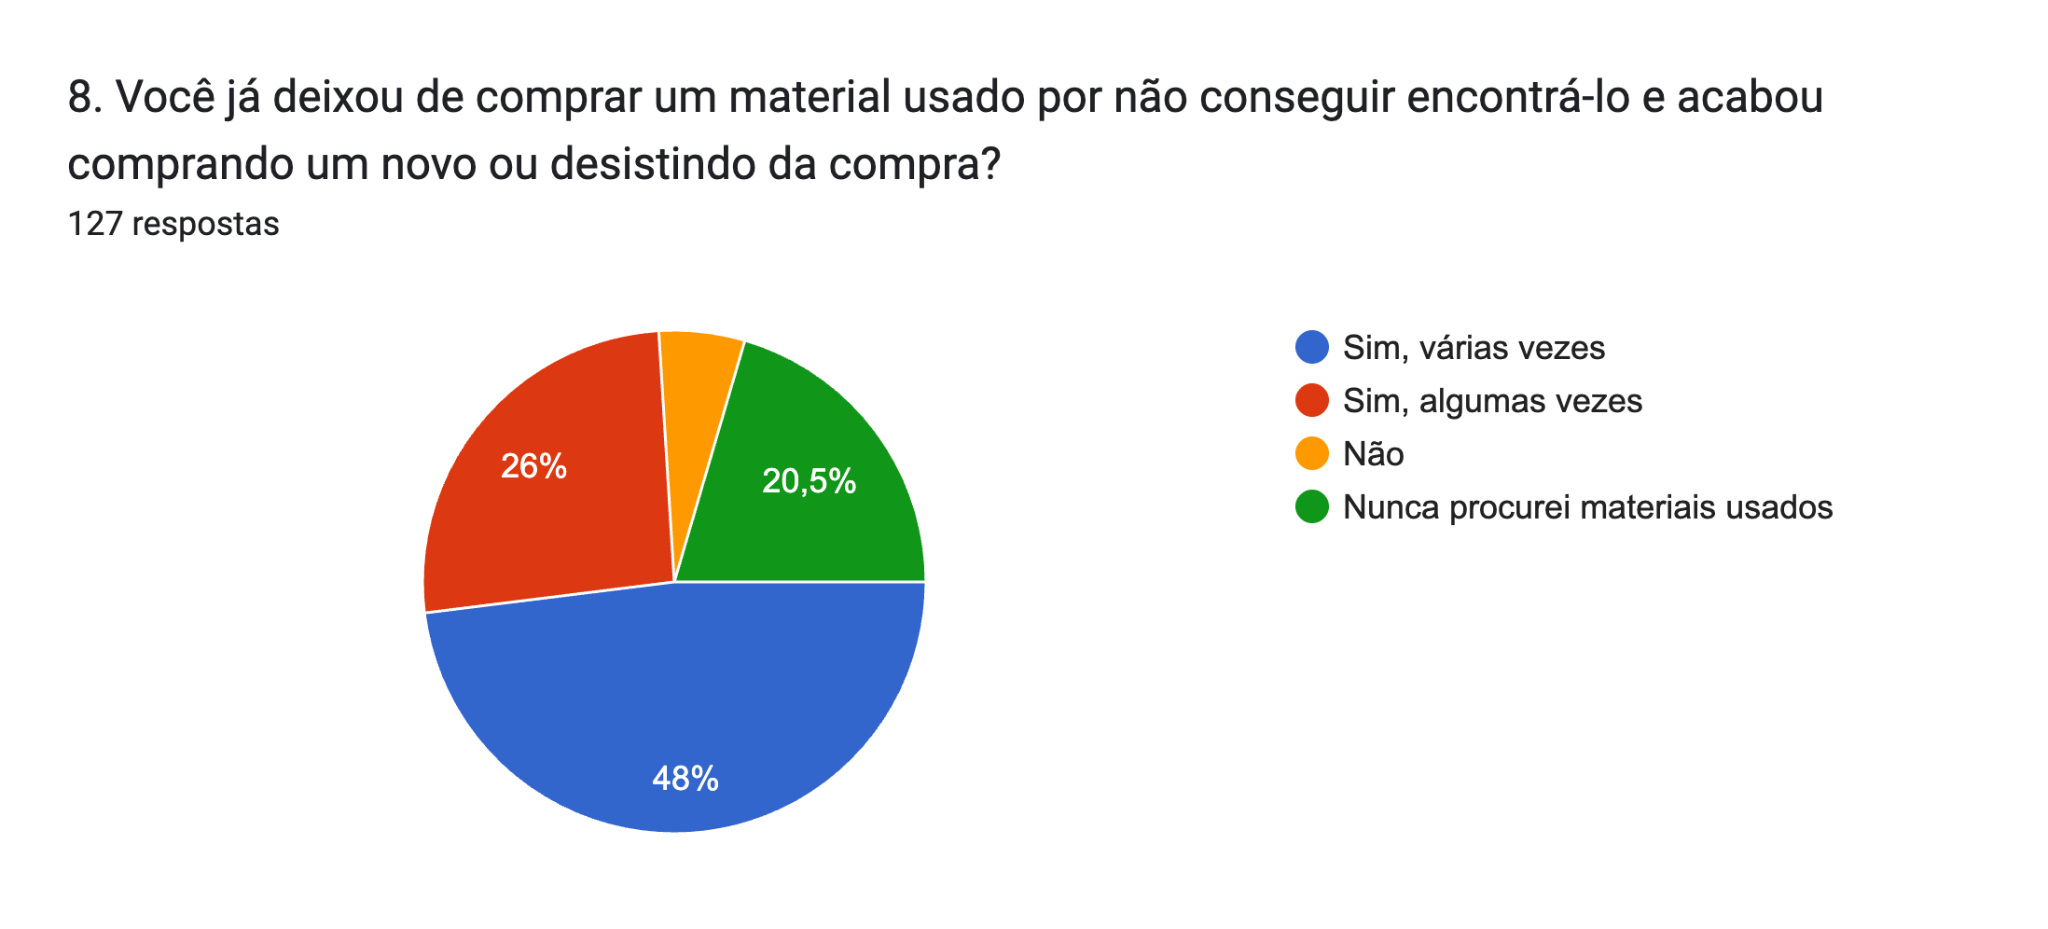 8. Você já deixou de comprar um material usado por não conseguir encontrá-lo e acabou
comprando um novo ou desistindo da compra?
127 respostas
Sim, várias vezes
Sim, algumas vezes
Não
Nunca procurei materiais usados
26%
20,5%
48%